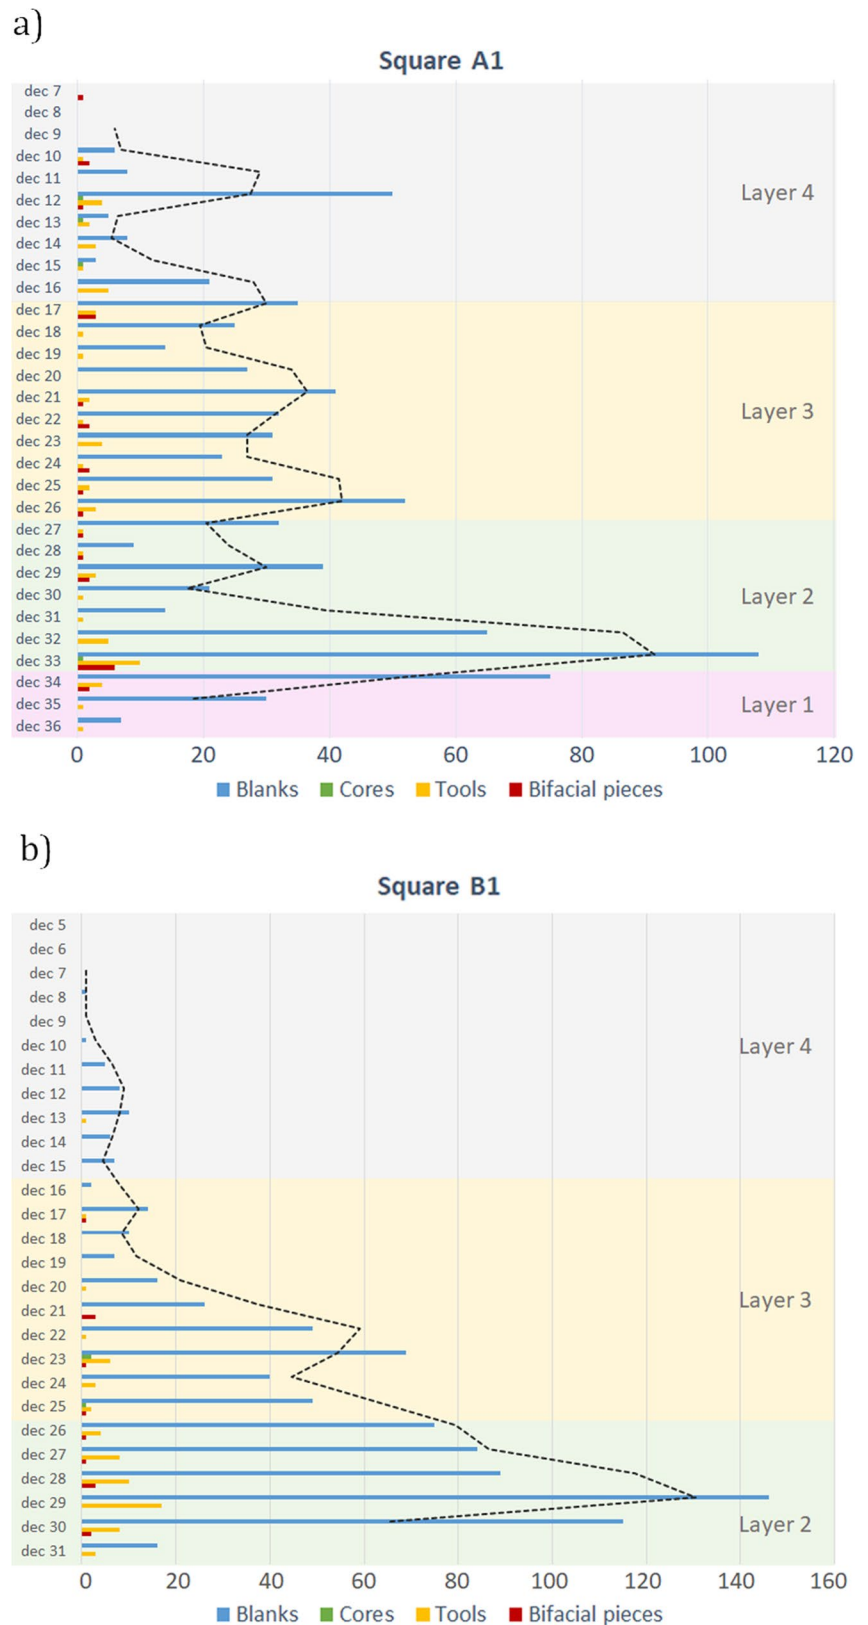 a)
Square A1
dec 7
dec 8
dec 9
dec 10
dec 11
dec 12
Layer 4
dec 13
dec 14
dec 15
dec 16
dec 17
dec 18
dec 19
dec 20
dec 21
Layer 3
dec 22
dec 23
dec 24
dec 25
dec 26
dec 27
dec 28
dec 29
dec 30
Layer 2
dec 31
dec 32
dec 33
dec 34
dec 35
Layer 1
dec 36
0 20 40 60 80 100 120
Blanks Cores Tools Bifacial pieces
b)
Square B1
dec 5
dec 6
dec 7
dec 8
dec 9
dec 10
Layer 4
dec 11
dec 12
dec 13
dec 14
dec 15
dec 16
dec 17
dec 18
dec 19
dec 20
Layer 3
dec 21
dec 22
dec 23
dec 24
dec 25
dec 26
dec 27
dec 28
dec 29
dec 30
Layer 2
dec 31
0 20 40 60 80 100 120 140 160
Blanks Cores Tools Bifacial pieces